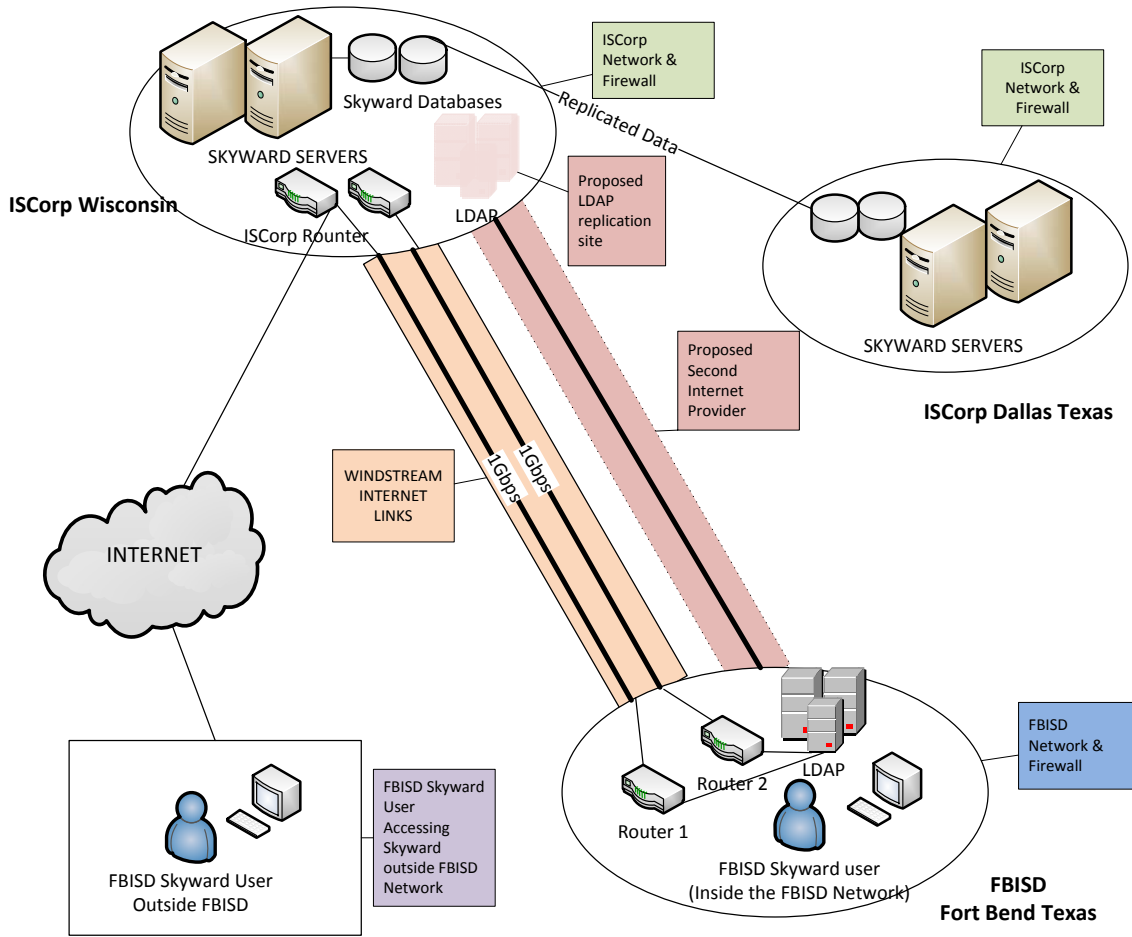 ISCorp
Network &
Firewall
ISCorp
Network &
Firewall
Skyward Databases
Replicated Data
SKYWARD SERVERS
Proposed
LDAP
replication
site
ISCorp Wisconsin
LDAP
ISCorp Rounter
SKYWARD SERVERS
Proposed
Second
Internet
Provider
ISCorp Dallas Texas
WINDSTREAM
INTERNET
LINKS
1Gbps
1Gbps
INTERNET
FBISD
Network &
Firewall
LDAP
Router 2
Router 1
FBISD Skyward user
(Inside the FBISD Network)
FBISD
Fort Bend Texas
FBISD Skyward
User
Accessing
Skyward
outside FBISD
Network
FBISD Skyward User
Outside FBISD